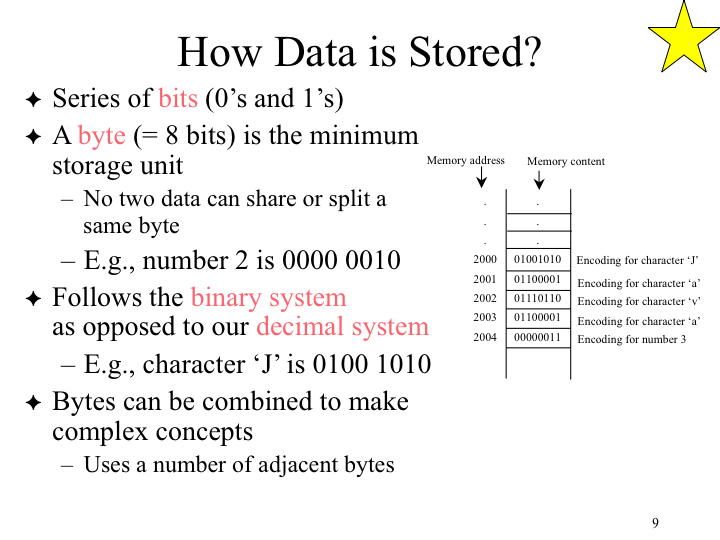 How Data is Stored?
✦ Series of bits (0’s and 1’s)
✦ A byte (= 8 bits) is the minimum
storage unit
– No two data can share or split a
same byte
– E.g., number 2 is 0000 0010
✦ Follows the binary system
as opposed to our decimal system
– E.g., character ‘J’ is 0100 1010
✦ Bytes can be combined to make
complex concepts
– Uses a number of adjacent bytes
Memory address Memory content
. .
. .
. .
2000 01001010 Encoding for character ‘J’
2001 01100001 Encoding for character ‘a’
2002 01110110 Encoding for character ‘v’
2003 01100001 Encoding for character ‘a’
2004 00000011 Encoding for number 3
9